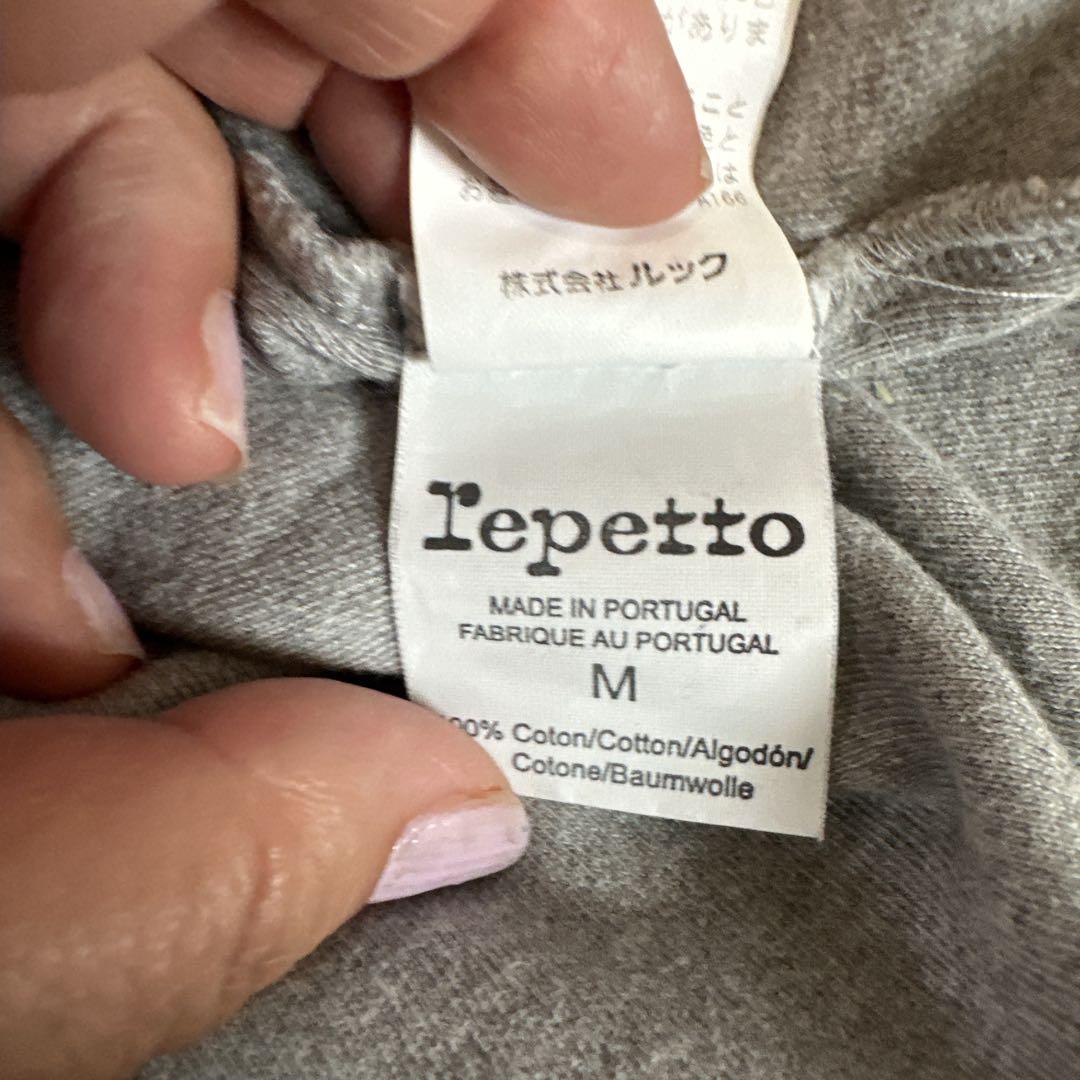 株式会社 ルック
repetto
MADE IN PORTUGAL
FABRIQUE AU PORTUGAL
M
Coton/Cotton/Algodón/
Cotone/Baumwolle